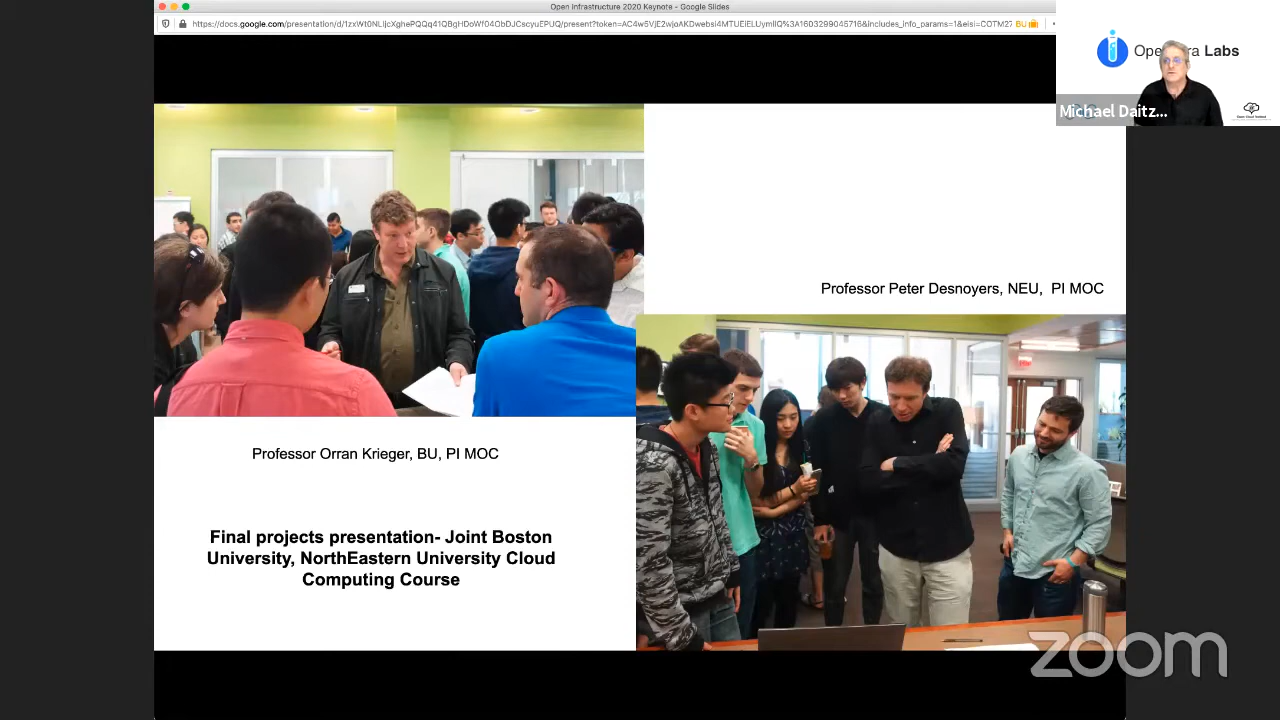 Open Infrastructure 2020 Keynote - Google Slides
BU
Labs
Michael Daitz...
Professor Peter Desnoyers, NEU, PI MOC
Professor Orran Krieger, BU, PI MOC
Final projects presentation- Joint Boston
University, NorthEastern University Cloud
Computing Course
zoom